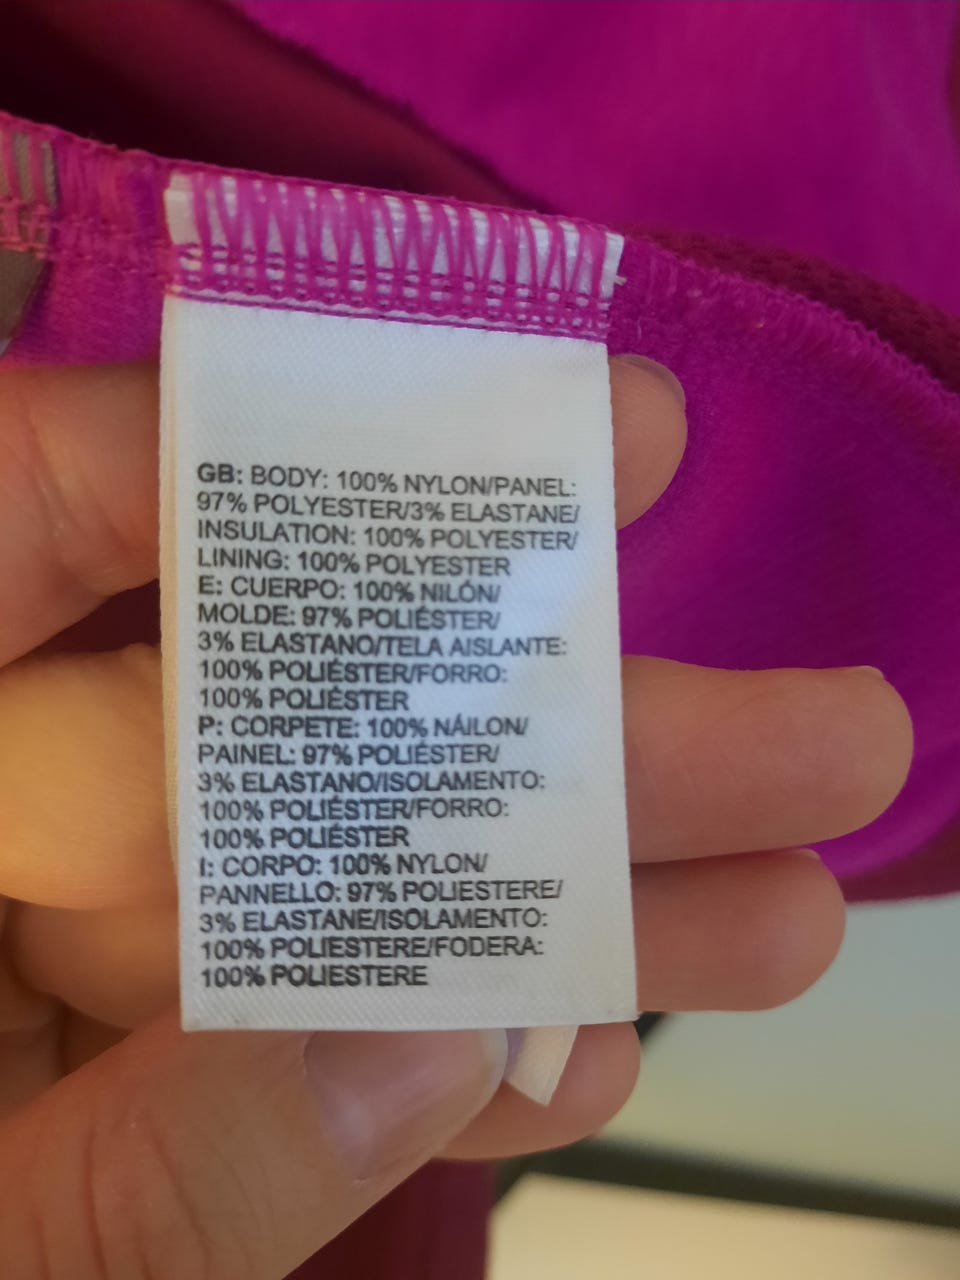 GB: BODY: 100% NYLON/PANEL:
97% POLYESTER/3% ELASTANE/
INSULATION: 100% POLYESTER/
LINING: 100% POLYESTER
E: CUERPO: 100% NILÓN/
MOLDE: 97% POLIÉSTER/
3% ELASTANO/TELA AISLANTE:
100% POLIÉSTER/FORRO:
100% POLIÉSTER
P: CORPETE: 100% NÁILON/
PAINEL: 97% POLIÉSTER/
3% ELASTANO/ISOLAMENTO:
100% POLIÉSTER/FORRO:
100% POLIÉSTER
I: CORPO: 100% NYLON/
PANNELLO: 97% POLIESTERE/
3% ELASTANE/ISOLAMENTO:
100% POLIESTERE/FODERA:
100% POLIESTERE